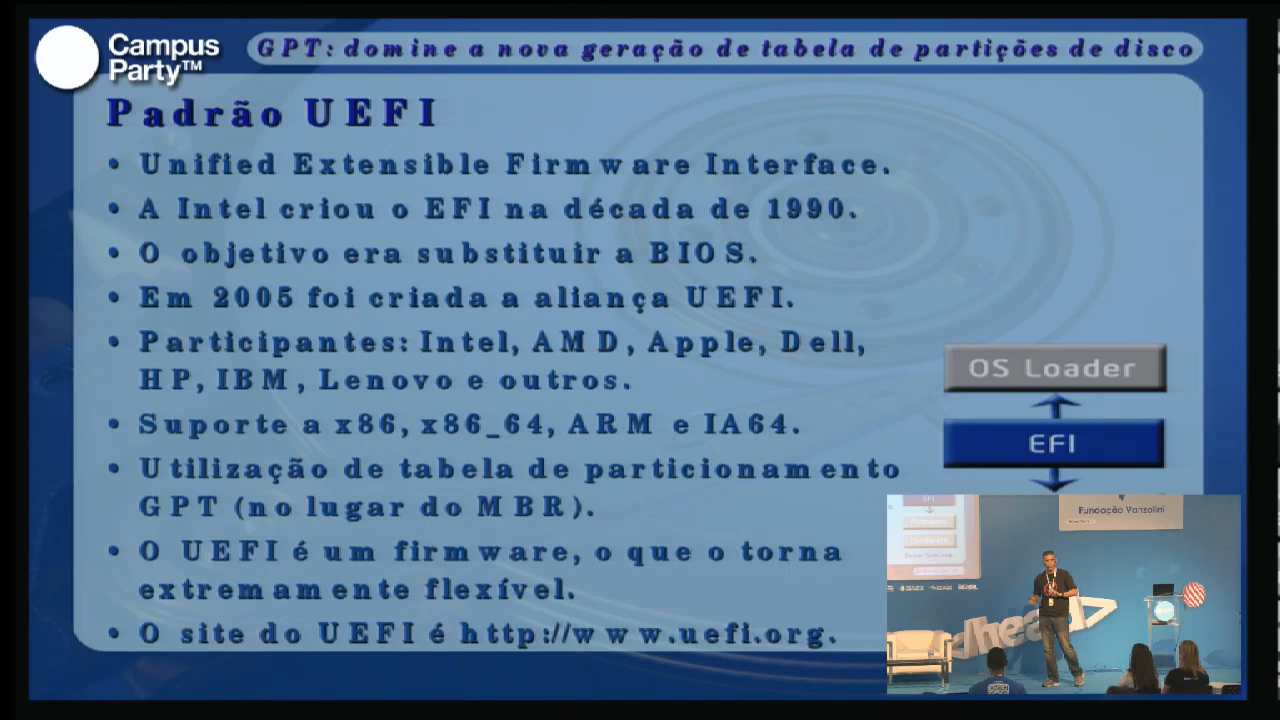 Campus
Party™
GPT: domine a nova geração de tabela de partições de disco
Padrão UEFI
• Unified Extensible Firmware Interface.
• A Intel criou o EFI na década de 1990.
• O objetivo era substituir a BIOS.
• Em 2005 foi criada a aliança UEFI.
• Participantes: Intel, AMD, Apple, Dell,
HP, IBM, Lenovo e outros.
• Suporte a x86, x86_64, ARM e IA64.
• Utilização de tabela de particionamento
GPT (no lugar do MBR).
• O UEFI é um firmware, o que o torna
extremamente flexível.
• O site do UEFI é http://www.uefi.org.
OS Loader
EFI
EFI
Firmware
Hardware
Fundação Vanzolini
ahead